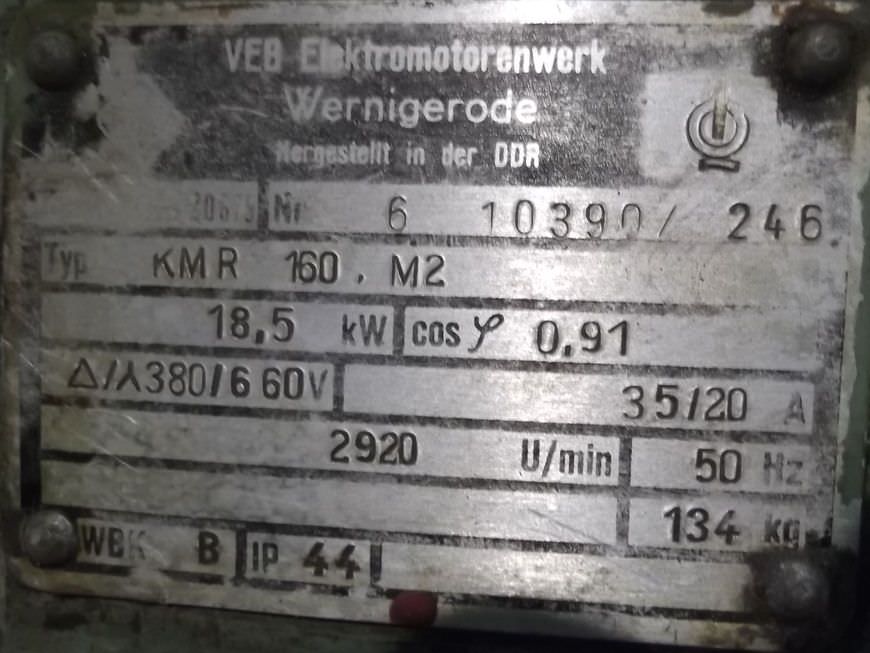 VEB Elektromotorenwerk
Wernigerode
Hergestellt in der DDR
Nr 6 10390/ 246
Typ KMR 160. M2
18,5 kW cos φ 0,91
Δ/⅄380/660V 35/20 A
2920 U/min 50 Hz
134 kg
WBK B IP 44